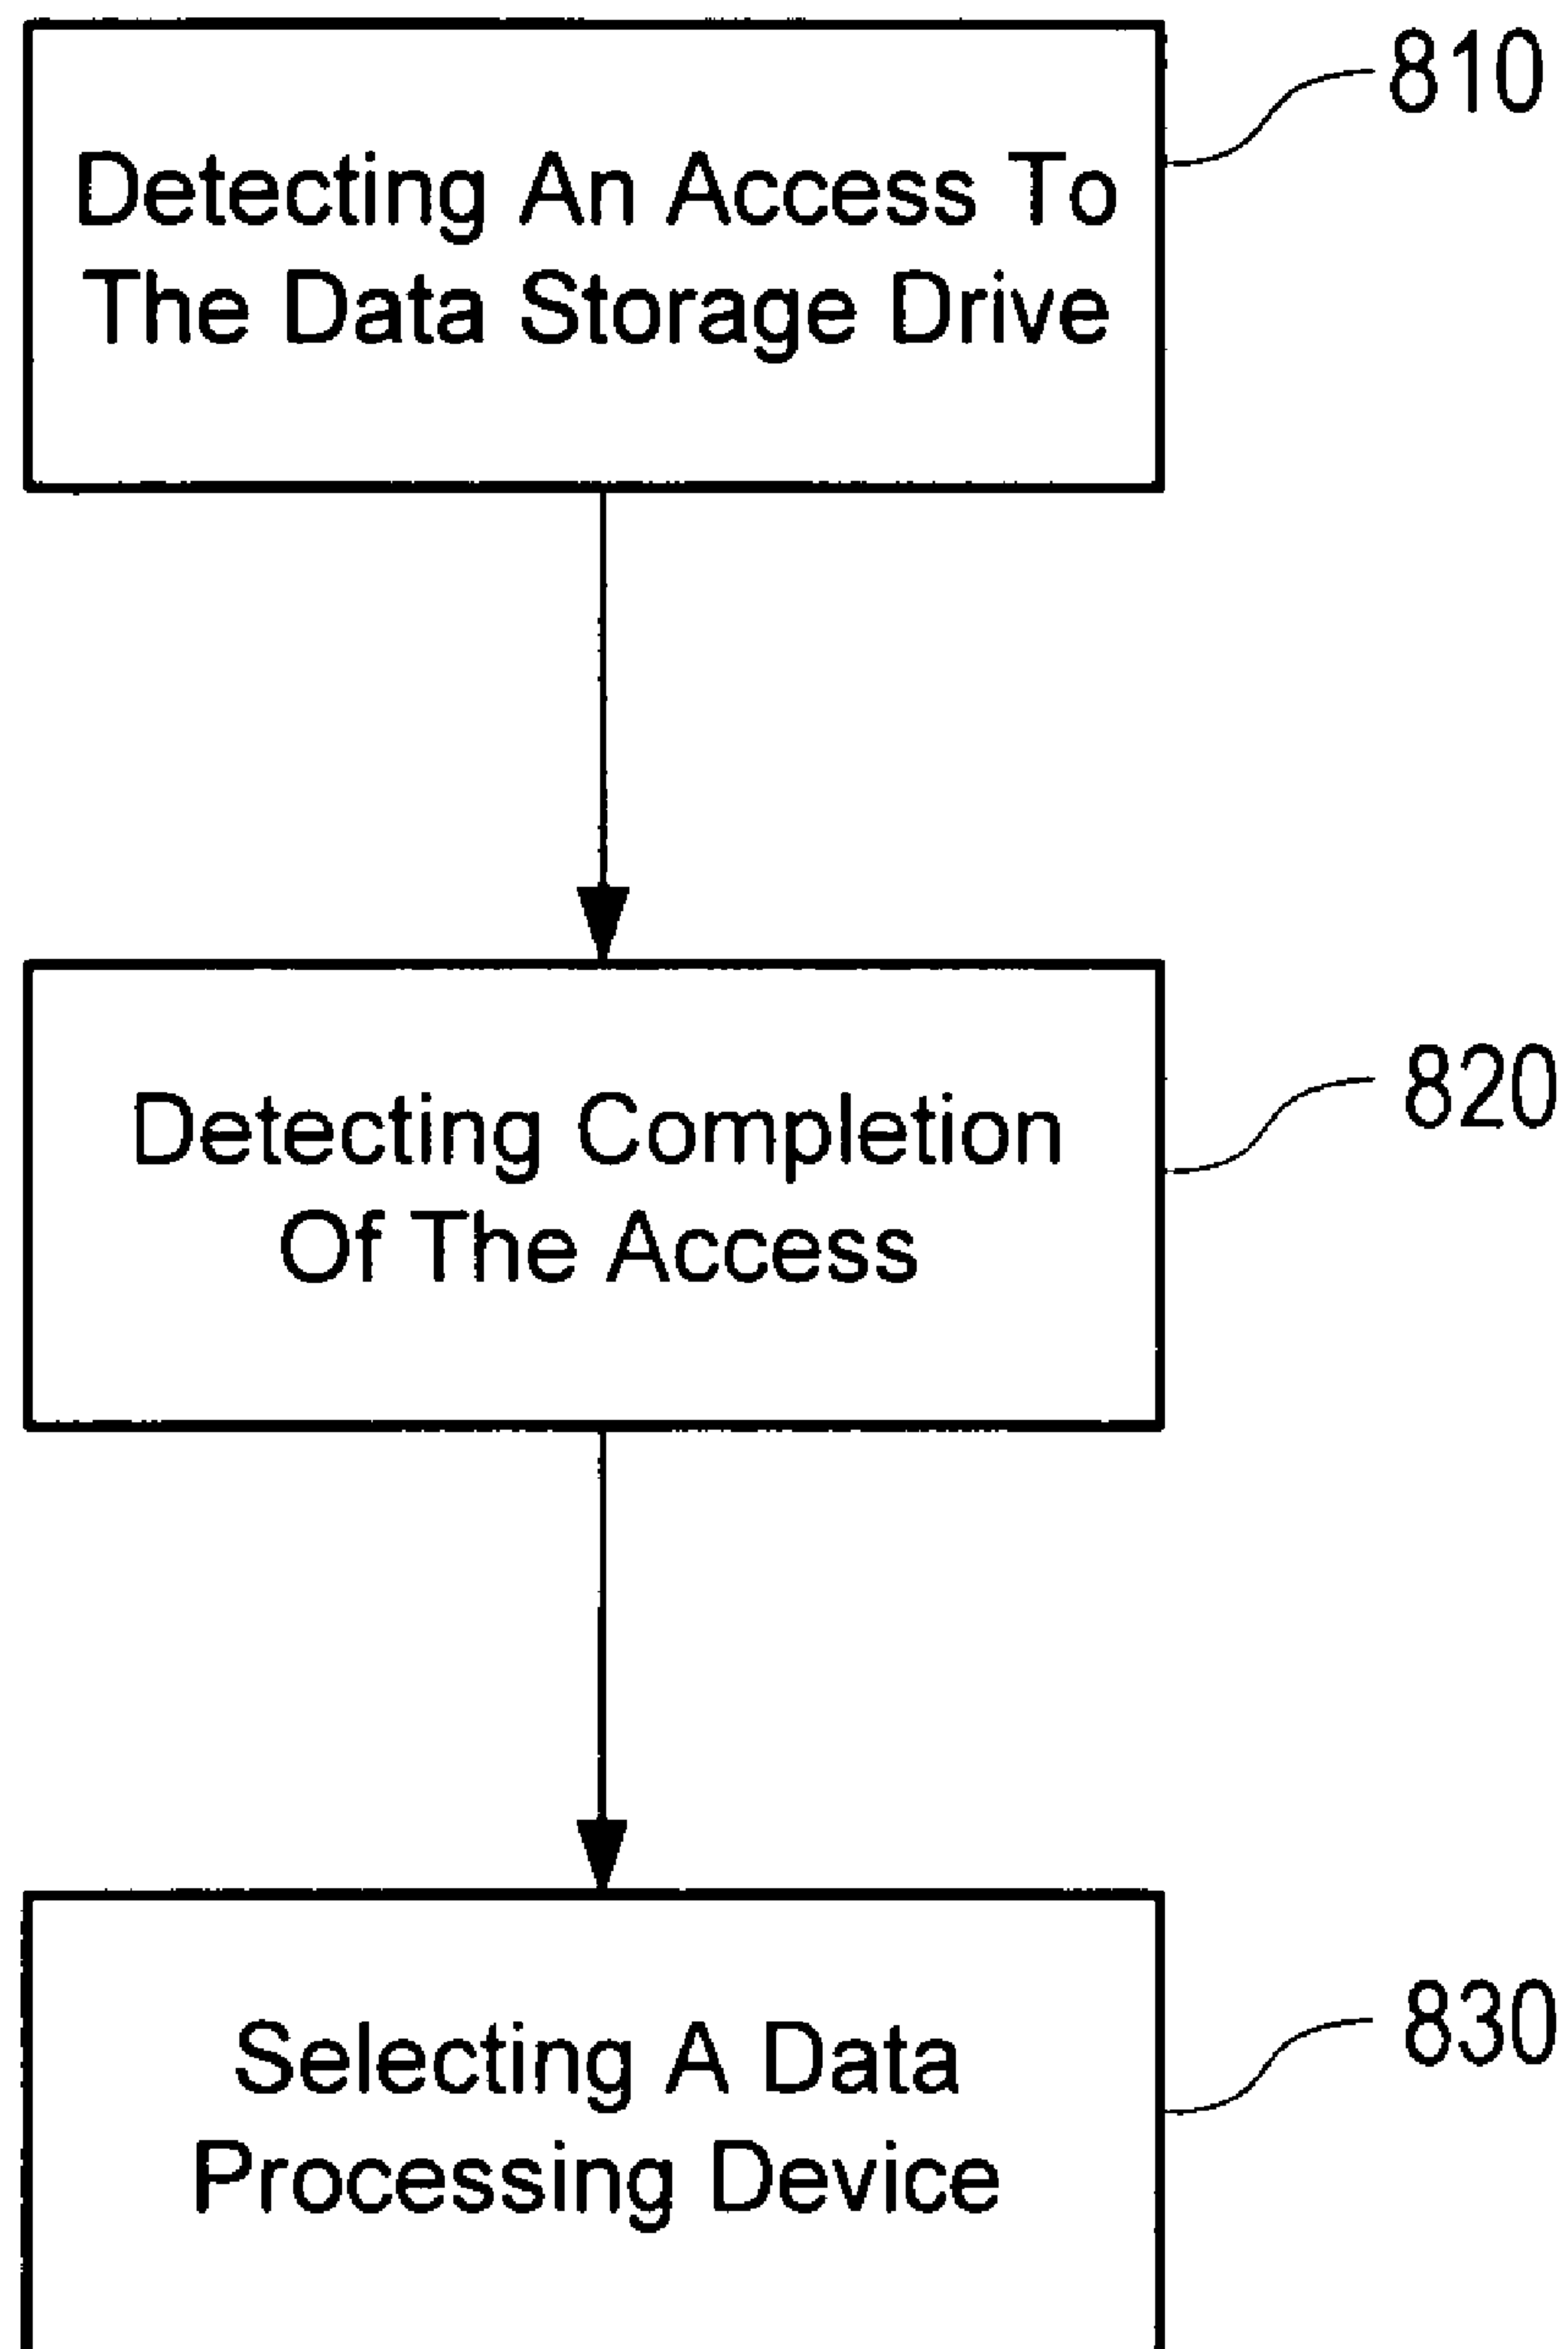 810
Detecting An Access To
The Data Storage Drive
820
Detecting Completion
Of The Access
830
Selecting A Data
Processing Device